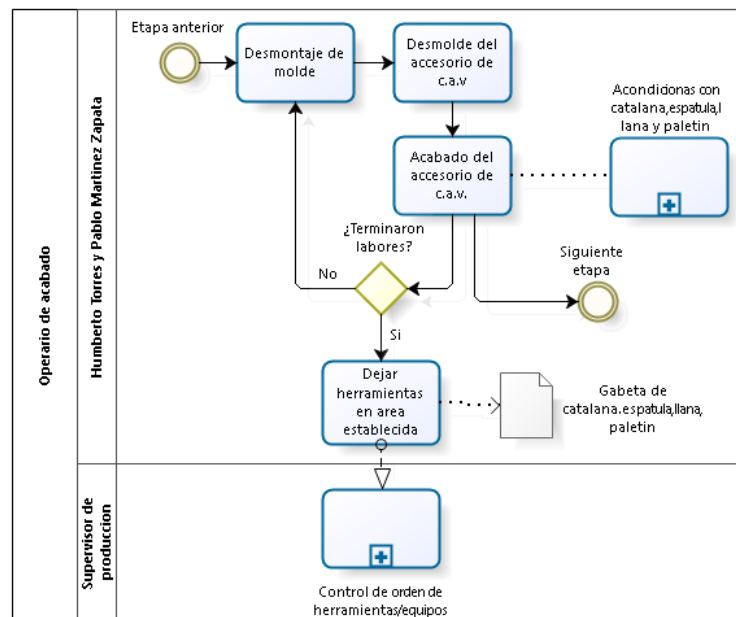 Operario de acabado
Humberto Torres y Pablo Martinez Zapata
Etapa anterior
Desmontaje de
molde
Desmolde del
accesorio de
c.a.v
Acondicionas con
catalana,espatula,l
lana y paletin
Acabado del
accesorio de
c.a.v.
¿Terminaron
labores?
No
Si
Siguiente
etapa
Dejar
herramientas
en area
establecida
Gabeta de
catalana.espatula,llana,
paletin
Supervisor de
produccion
Control de orden de
herramientas/equipos